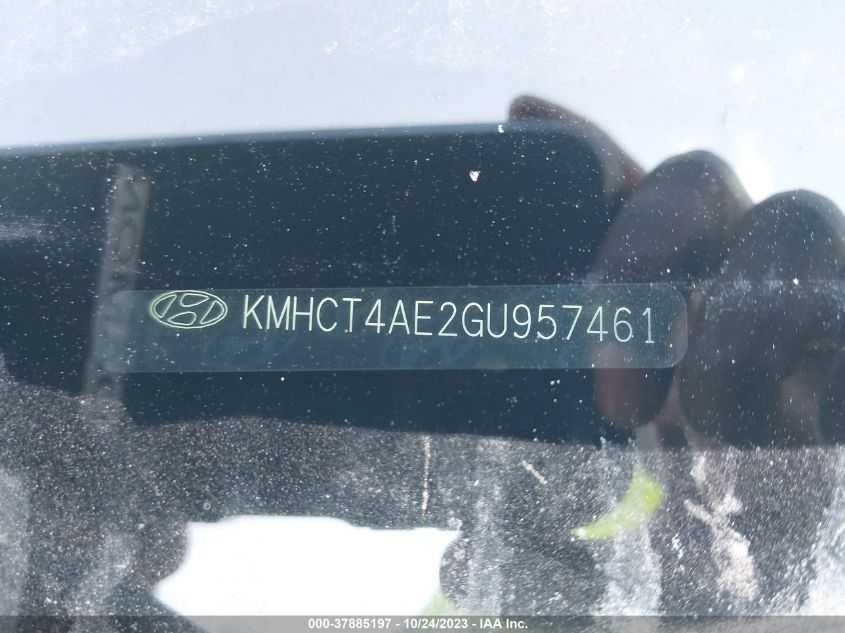 KMHCT4AE2GU957461
000-37885197 - 10/24/2023 - IAA Inc.